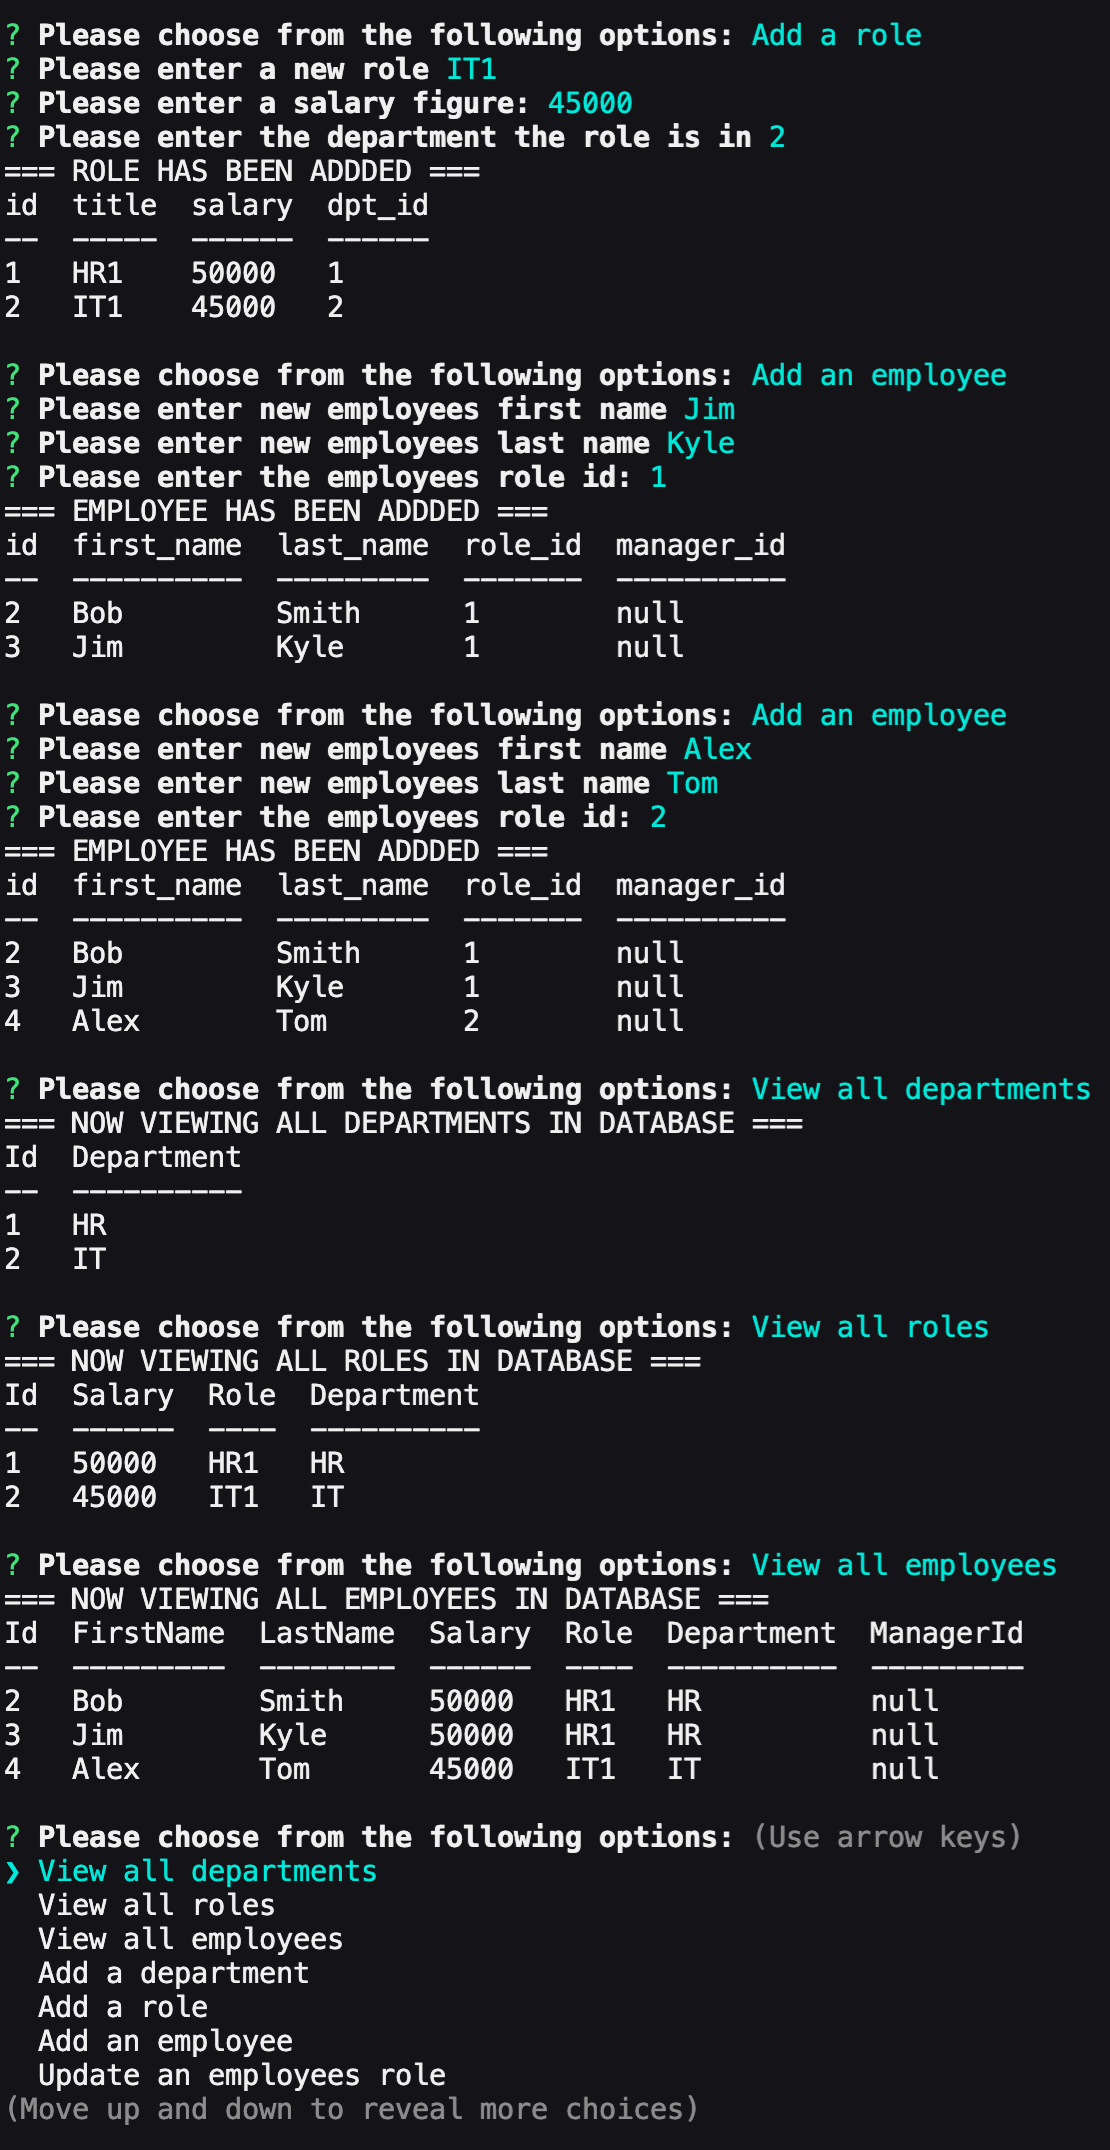 ? Please choose from the following options: Add a role
? Please enter a new role IT1
? Please enter a salary figure: 45000
? Please enter the department the role is in 2
=== ROLE HAS BEEN ADDDED ===
id  title  salary  dpt_id
--  -----  ------  ------
1   HR1    50000   1
2   IT1    45000   2

? Please choose from the following options: Add an employee
? Please enter new employees first name Jim
? Please enter new employees last name Kyle
? Please enter the employees role id: 1
=== EMPLOYEE HAS BEEN ADDDED ===
id  first_name  last_name  role_id  manager_id
--  ----------  ---------  -------  ----------
2   Bob         Smith      1        null
3   Jim         Kyle       1        null

? Please choose from the following options: Add an employee
? Please enter new employees first name Alex
? Please enter new employees last name Tom
? Please enter the employees role id: 2
=== EMPLOYEE HAS BEEN ADDDED ===
id  first_name  last_name  role_id  manager_id
--  ----------  ---------  -------  ----------
2   Bob         Smith      1        null
3   Jim         Kyle       1        null
4   Alex        Tom        2        null

? Please choose from the following options: View all departments
=== NOW VIEWING ALL DEPARTMENTS IN DATABASE ===
Id  Department
--  ----------
1   HR
2   IT

? Please choose from the following options: View all roles
=== NOW VIEWING ALL ROLES IN DATABASE ===
Id  Salary  Role  Department
--  ------  ----  ----------
1   50000   HR1   HR
2   45000   IT1   IT

? Please choose from the following options: View all employees
=== NOW VIEWING ALL EMPLOYEES IN DATABASE ===
Id  FirstName  LastName  Salary  Role  Department  ManagerId
--  ---------  --------  ------  ----  ----------  ---------
2   Bob        Smith     50000   HR1   HR          null
3   Jim        Kyle      50000   HR1   HR          null
4   Alex       Tom       45000   IT1   IT          null

? Please choose from the following options: (Use arrow keys)
❯ View all departments
  View all roles
  View all employees
  Add a department
  Add a role
  Add an employee
  Update an employees role
(Move up and down to reveal more choices)